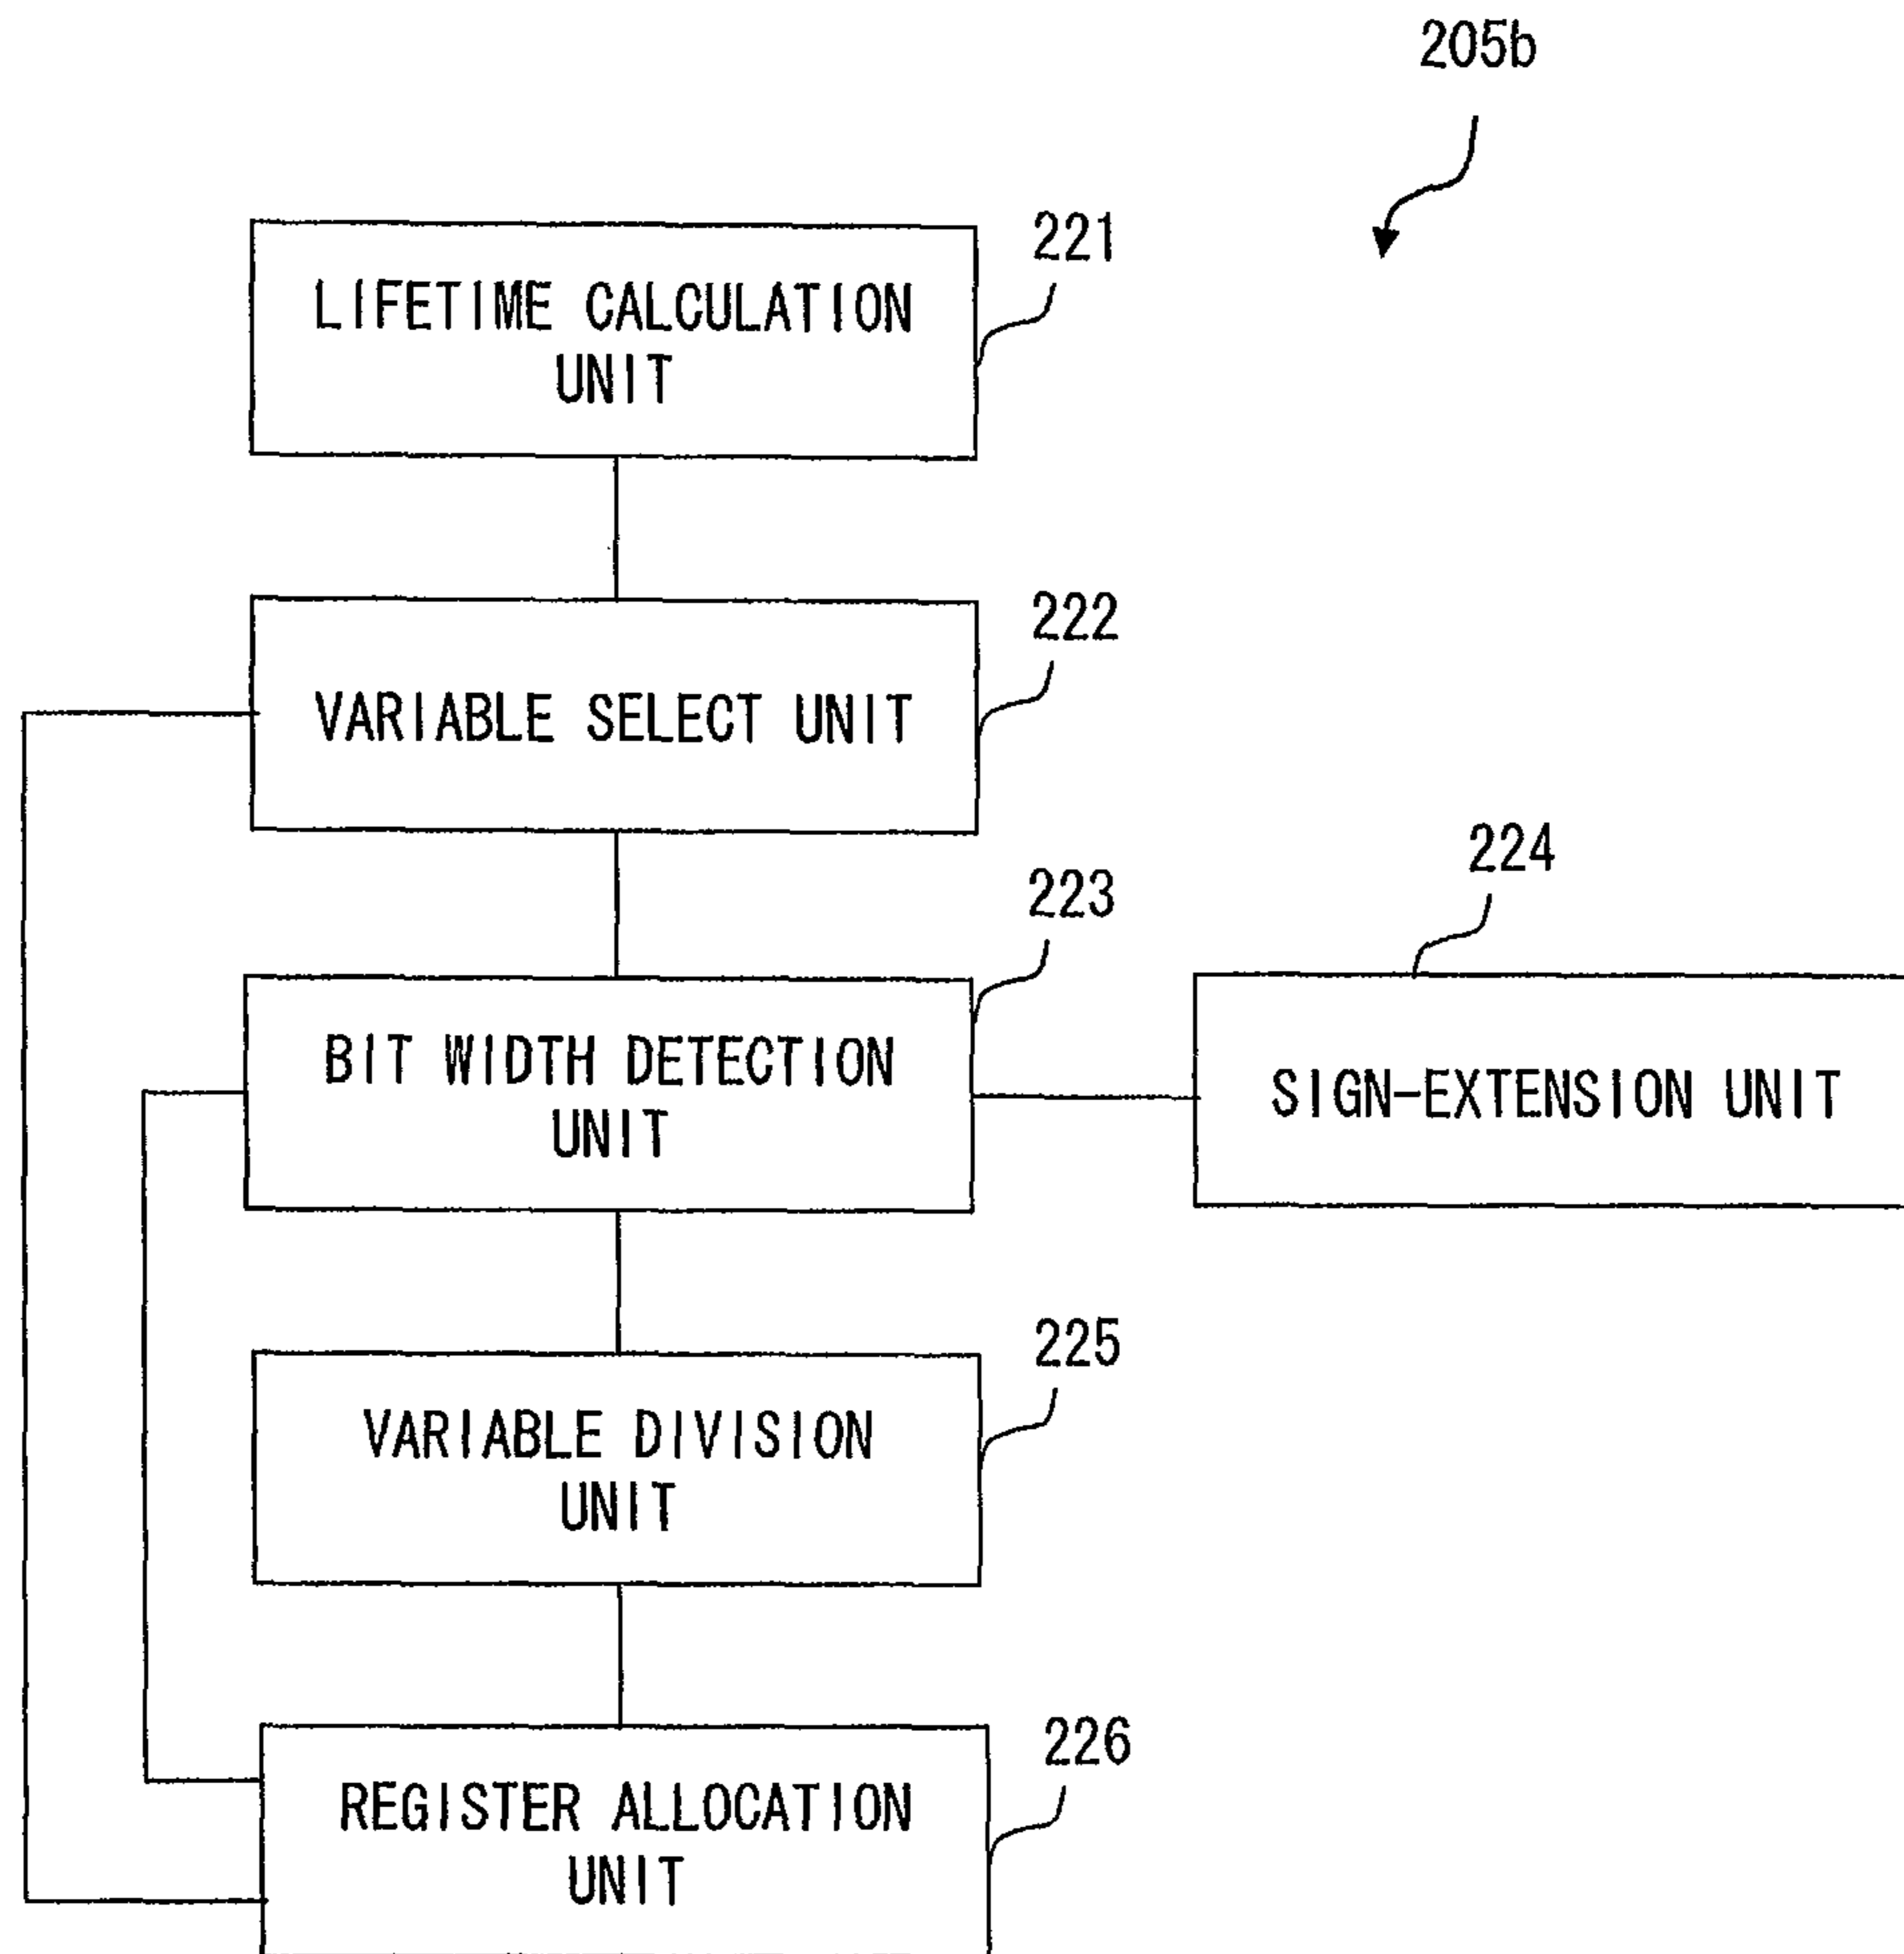 205b
221
LIFETIME CALCULATION
UNIT
222
VARIABLE SELECT UNIT
223
BIT WIDTH DETECTION
UNIT
224
SIGN-EXTENSION UNIT
225
VARIABLE DIVISION
UNIT
226
REGISTER ALLOCATION
UNIT